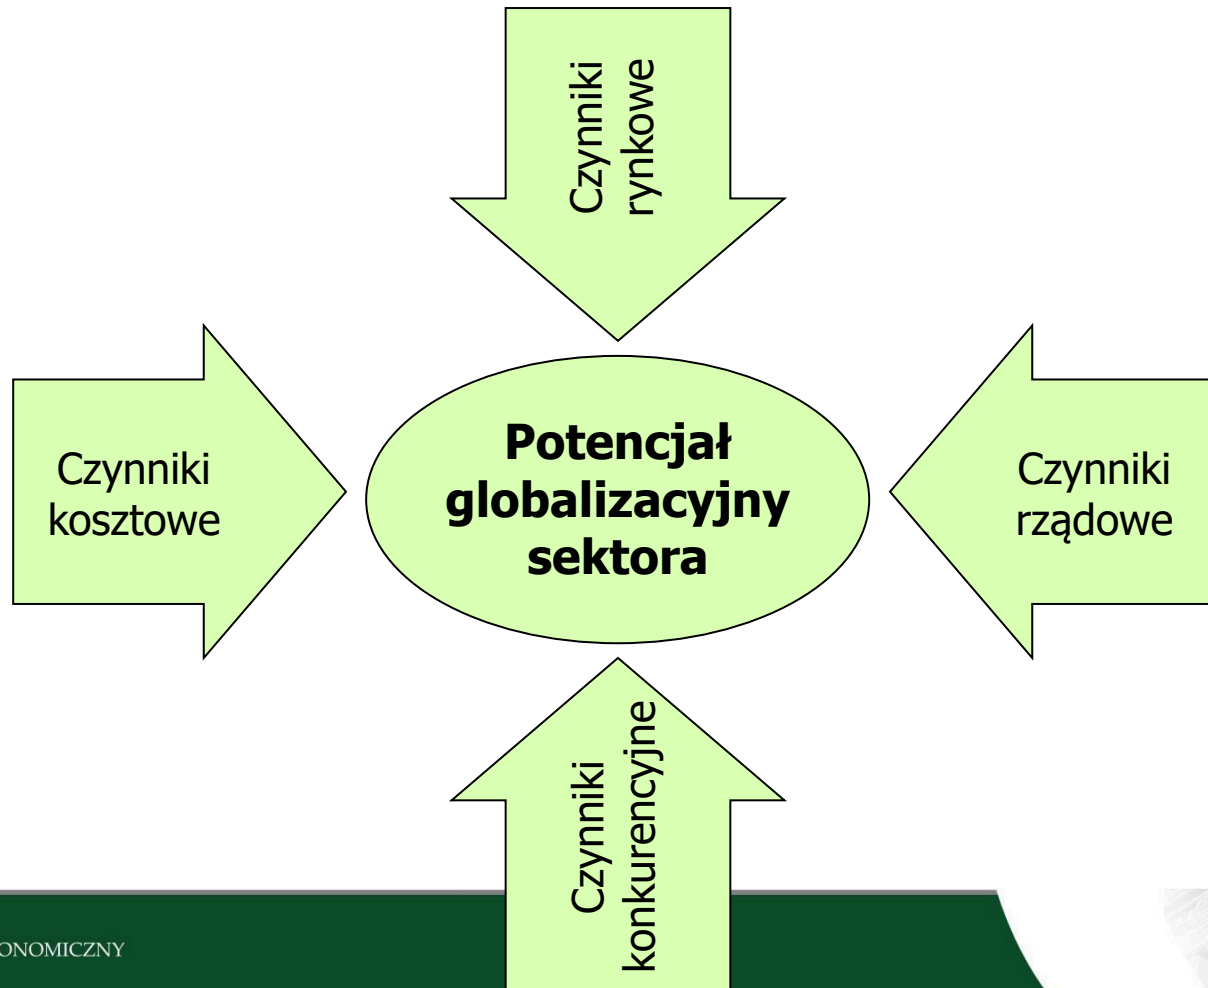 Czynniki
rynkowe
Czynniki
kosztowe
Potencjał
globalizacyjny
sektora
Czynniki
rządowe
Czynniki
konkurencyjne
ONOMICZNY